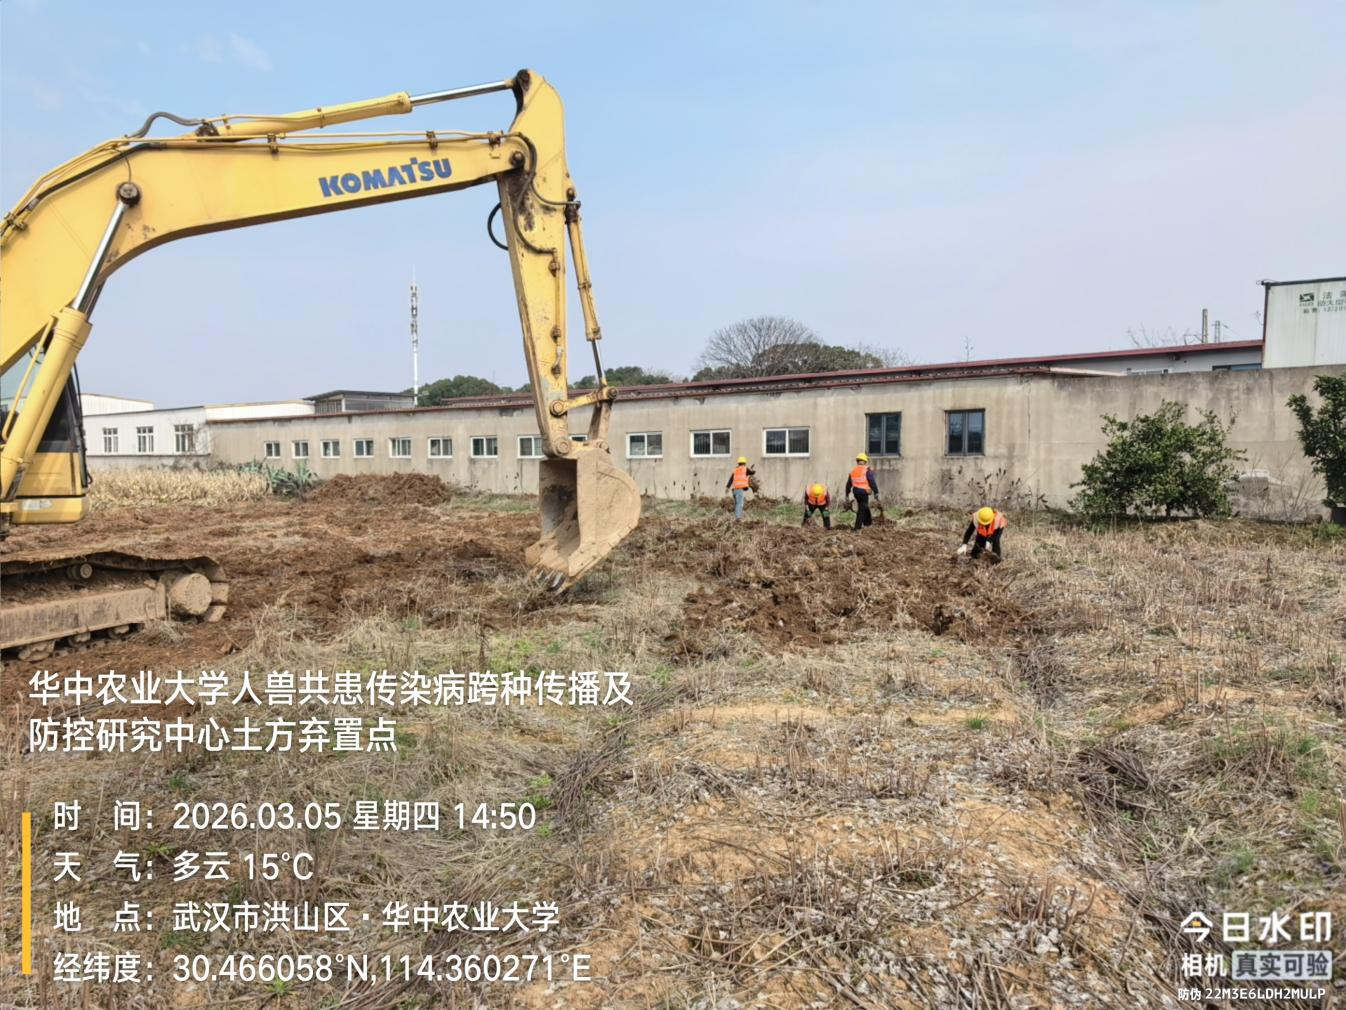 KOMATSU
华中农业大学人兽共患传染病跨种传播及
防控研究中心土方弃置点
时 间：2026.03.05 星期四 14:50
天 气：多云 15°C
地 点：武汉市洪山区·华中农业大学
经纬度：30.466058°N,114.360271°E
今日水印
相机 真实可验
防伪 22M3E6LDH2MULP